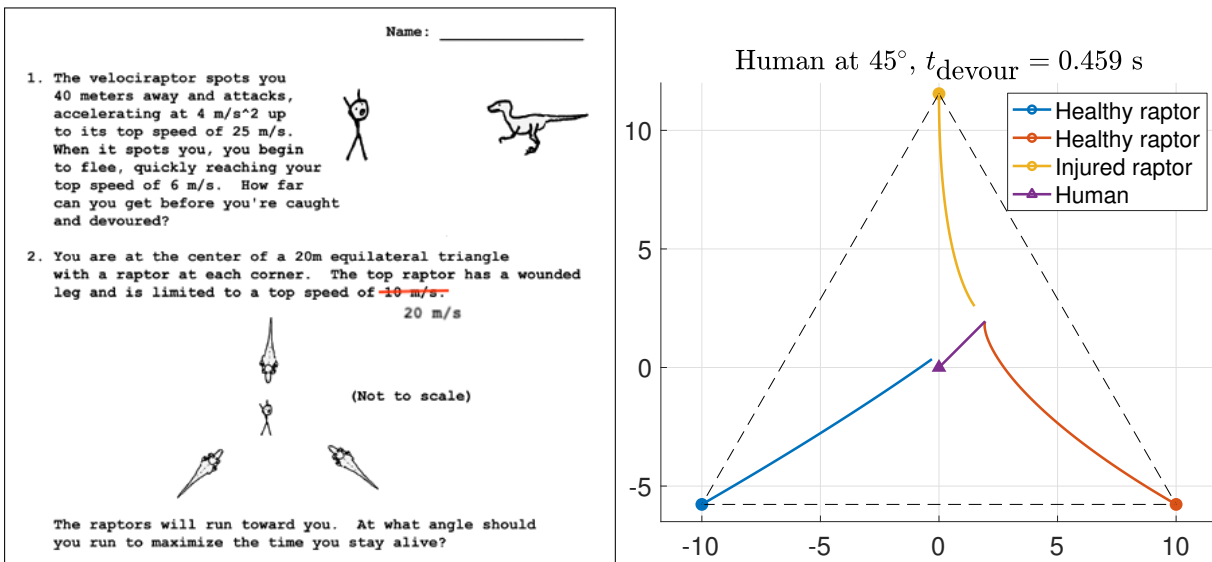 Name:
1. The velociraptor spots you
40 meters away and attacks,
accelerating at 4 m/s^2 up
to its top speed of 25 m/s.
When it spots you, you begin
to flee, quickly reaching your
top speed of 6 m/s. How far
can you get before you're caught
and devoured?
2. You are at the center of a 20m equilateral triangle
with a raptor at each corner. The top raptor has a wounded
leg and is limited to a top speed of 10 m/s.
20 m/s
(Not to scale)
The raptors will run toward you. At what angle should
you run to maximize the time you stay alive?
Human at 45°, t_devour = 0.459 s
Healthy raptor
Healthy raptor
Injured raptor
Human
10
5
0
-5
-10 -5 0 5 10